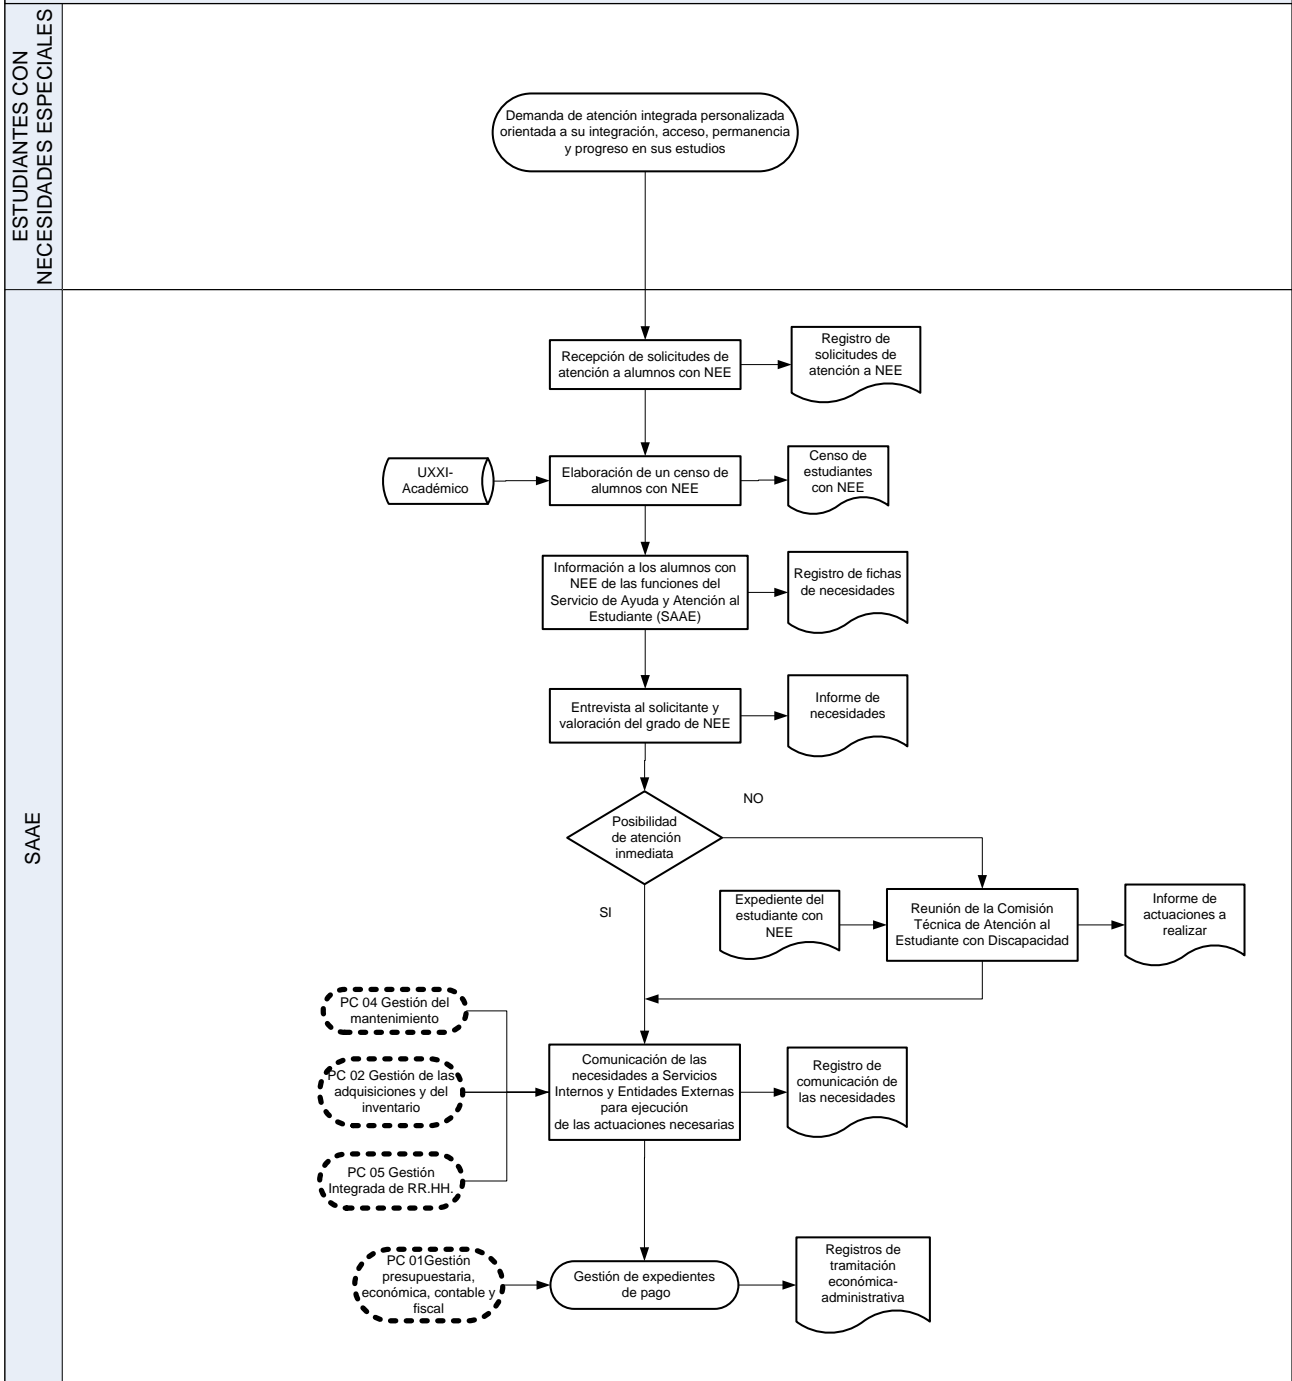 ESTUDIANTES CON
NECESIDADES ESPECIALES
Demanda de atención integrada personalizada
orientada a su integración, acceso, permanencia
y progreso en sus estudios
SAAE
Recepción de solicitudes de
atención a alumnos con NEE
Registro de
solicitudes de
atención a NEE
UXXI-
Académico
Elaboración de un censo de
alumnos con NEE
Censo de
estudiantes
con NEE
Información a los alumnos con
NEE de las funciones del
Servicio de Ayuda y Atención al
Estudiante (SAAE)
Registro de fichas
de necesidades
Entrevista al solicitante y
valoración del grado de NEE
Informe de
necesidades
Posibilidad
de atención
inmediata
NO
SI
Expediente del
estudiante con
NEE
Reunión de la Comisión
Técnica de Atención al
Estudiante con Discapacidad
Informe de
actuaciones a
realizar
PC 04 Gestión del
mantenimiento
PC 02 Gestión de las
adquisiciones y del
inventario
PC 05 Gestión
Integrada de RR.HH.
Comunicación de las
necesidades a Servicios
Internos y Entidades Externas
para ejecución
de las actuaciones necesarias
Registro de
comunicación de
las necesidades
PC 01Gestión
presupuestaria,
económica, contable y
fiscal
Gestión de expedientes
de pago
Registros de
tramitación
económica-
administrativa